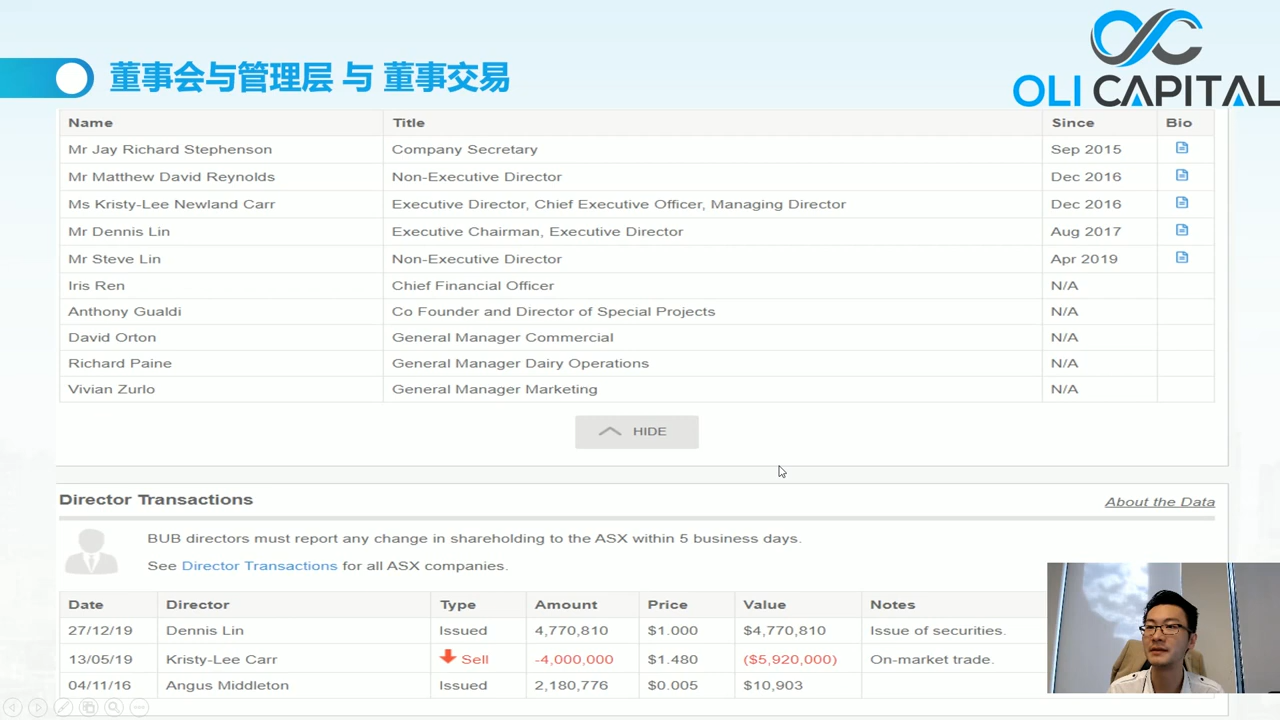 董事会与管理层 与 董事交易
OLI CAPITAL
Name Title Since Bio
Mr Jay Richard Stephenson Company Secretary Sep 2015
Mr Matthew David Reynolds Non-Executive Director Dec 2016
Ms Kristy-Lee Newland Carr Executive Director, Chief Executive Officer, Managing Director Dec 2016
Mr Dennis Lin Executive Chairman, Executive Director Aug 2017
Mr Steve Lin Non-Executive Director Apr 2019
Iris Ren Chief Financial Officer N/A
Anthony Gualdi Co Founder and Director of Special Projects N/A
David Orton General Manager Commercial N/A
Richard Paine General Manager Dairy Operations N/A
Vivian Zurlo General Manager Marketing N/A
HIDE
Director Transactions About the Data
BUB directors must report any change in shareholding to the ASX within 5 business days.
See Director Transactions for all ASX companies.
Date Director Type Amount Price Value Notes
27/12/19 Dennis Lin Issued 4,770,810 $1.000 $4,770,810 Issue of securities.
13/05/19 Kristy-Lee Carr Sell -4,000,000 $1.480 ($5,920,000) On-market trade.
04/11/16 Angus Middleton Issued 2,180,776 $0.005 $10,903